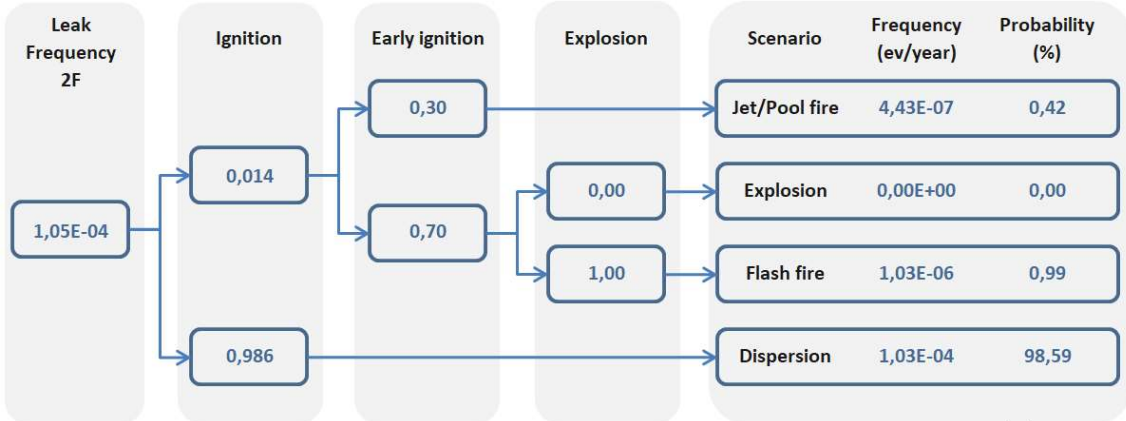 Leak
Frequency
2F
Ignition
Early ignition
Explosion
Scenario
Frequency
(ev/year)
Probability
(%)
0,30
Jet/Pool fire 4,43E-07 0,42
0,014
0,00
Explosion 0,00E+00 0,00
1,05E-04
0,70
1,00
Flash fire 1,03E-06 0,99
0,986
Dispersion 1,03E-04 98,59